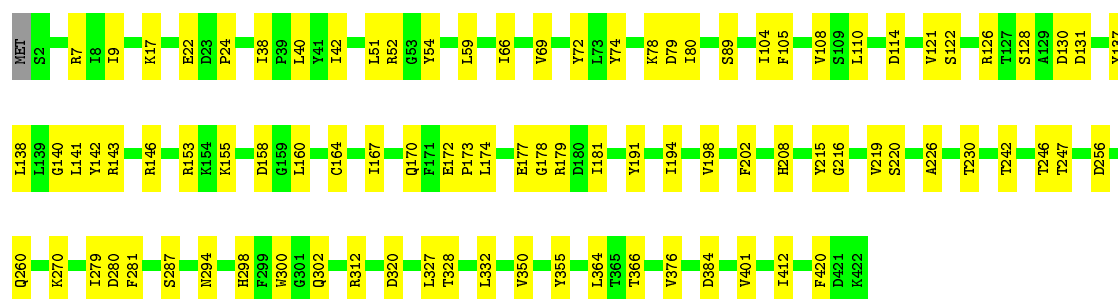 MET S2 R7 I8 I9 K17 E22 D23 P24 I38 P39 L40 Y41 I42 L51 R52 G53 Y54 L59 I66 V69 Y72 L73 Y74 K78 D79 I80 S89 I104 F105 V108 S109 L110 D114 V121 S122 R126 T127 S128 A129 D130 D131 Y137
L138 L139 G140 L141 Y142 R143 R146 R153 K154 K155 D158 G159 L160 C164 I167 Q170 F171 E172 P173 L174 E177 G178 R179 D180 I181 Y191 I194 V198 F202 H208 Y215 G216 V219 S220 A226 T230 T242 T246 T247 D256
Q260 K270 I279 D280 F281 S287 N294 H298 F299 W300 G301 Q302 R312 D320 L327 T328 L332 V350 Y355 L364 T365 T366 V376 D384 V401 I412 F420 D421 K422